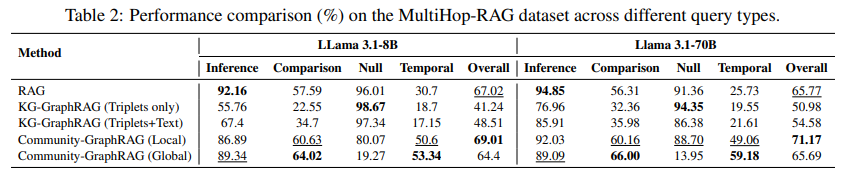 Table 2: Performance comparison (%) on the MultiHop-RAG dataset across different query types.
Method LLama 3.1-8B Llama 3.1-70B
Inference Comparison Null Temporal Overall Inference Comparison Null Temporal Overall
RAG 92.16 57.59 96.01 30.7 67.02 94.85 56.31 91.36 25.73 65.77
KG-GraphRAG (Triplets only) 55.76 22.55 98.67 18.7 41.24 76.96 32.36 94.35 19.55 50.98
KG-GraphRAG (Triplets+Text) 67.4 34.7 97.34 17.15 48.51 85.91 35.98 86.38 21.61 54.58
Community-GraphRAG (Local) 86.89 60.63 80.07 50.6 69.01 92.03 60.16 88.70 49.06 71.17
Community-GraphRAG (Global) 89.34 64.02 19.27 53.34 64.4 89.09 66.00 13.95 59.18 65.69